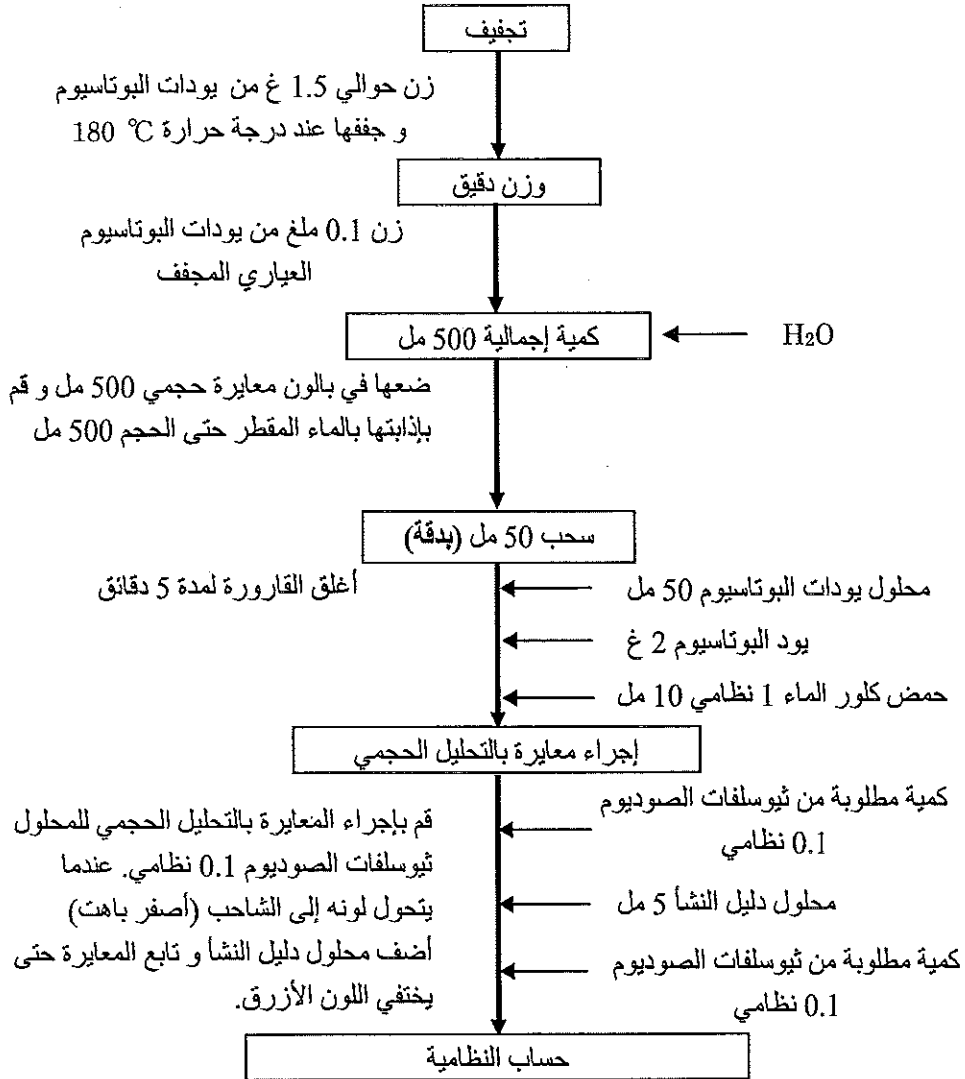 تجفيف
زن حوالي 1.5 غ من يودات البوتاسيوم
و جففها عند درجة حرارة 180 ℃
وزن دقيق
زن 0.1 ملغ من يودات البوتاسيوم
العياري المجفف
كمية إجمالية 500 مل
H₂O
ضعها في بالون معايرة حجمي 500 مل و قم
بإذابتها بالماء المقطر حتى الحجم 500 مل
سحب 50 مل (بدقة)
أغلق القارورة لمدة 5 دقائق
محلول يودات البوتاسيوم 50 مل
يود البوتاسيوم 2 غ
حمض كلور الماء 1 نظامي 10 مل
إجراء معايرة بالتحليل الحجمي
كمية مطلوبة من ثيوسلفات الصوديوم
0.1 نظامي
قم بإجراء المعايرة بالتحليل الحجمي للمحلول
ثيوسلفات الصوديوم 0.1 نظامي. عندما
يتحول لونه إلى الشاحب (أصفر باهت)
أضف محلول دليل النشأ و تابع المعايرة حتى
يختفي اللون الأزرق.
محلول دليل النشأ 5 مل
كمية مطلوبة من ثيوسلفات الصوديوم
0.1 نظامي
حساب النظامية